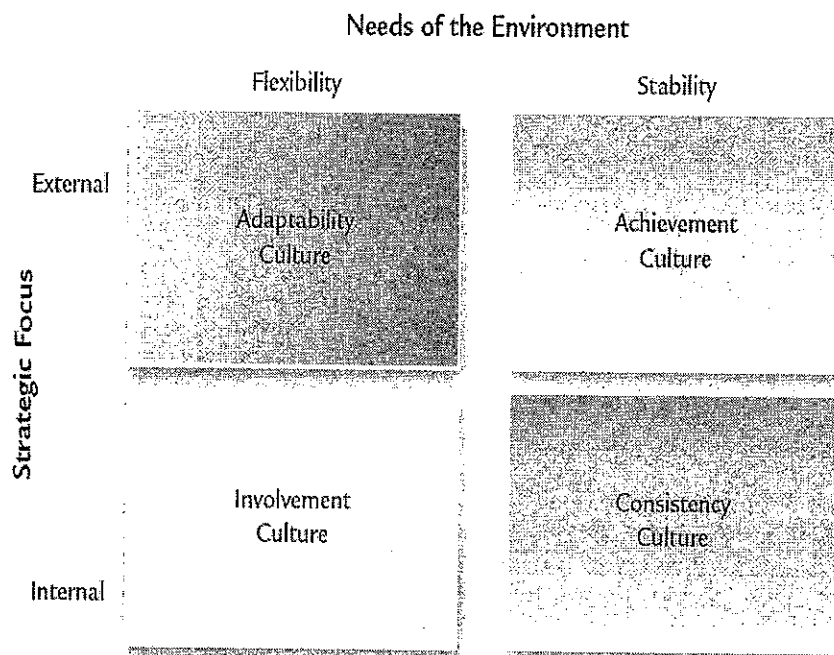 Needs of the Environment
Flexibility
Stability
External
Adaptability
Culture
Achievement
Culture
Strategic Focus
Involvement
Culture
Consistency
Culture
Internal